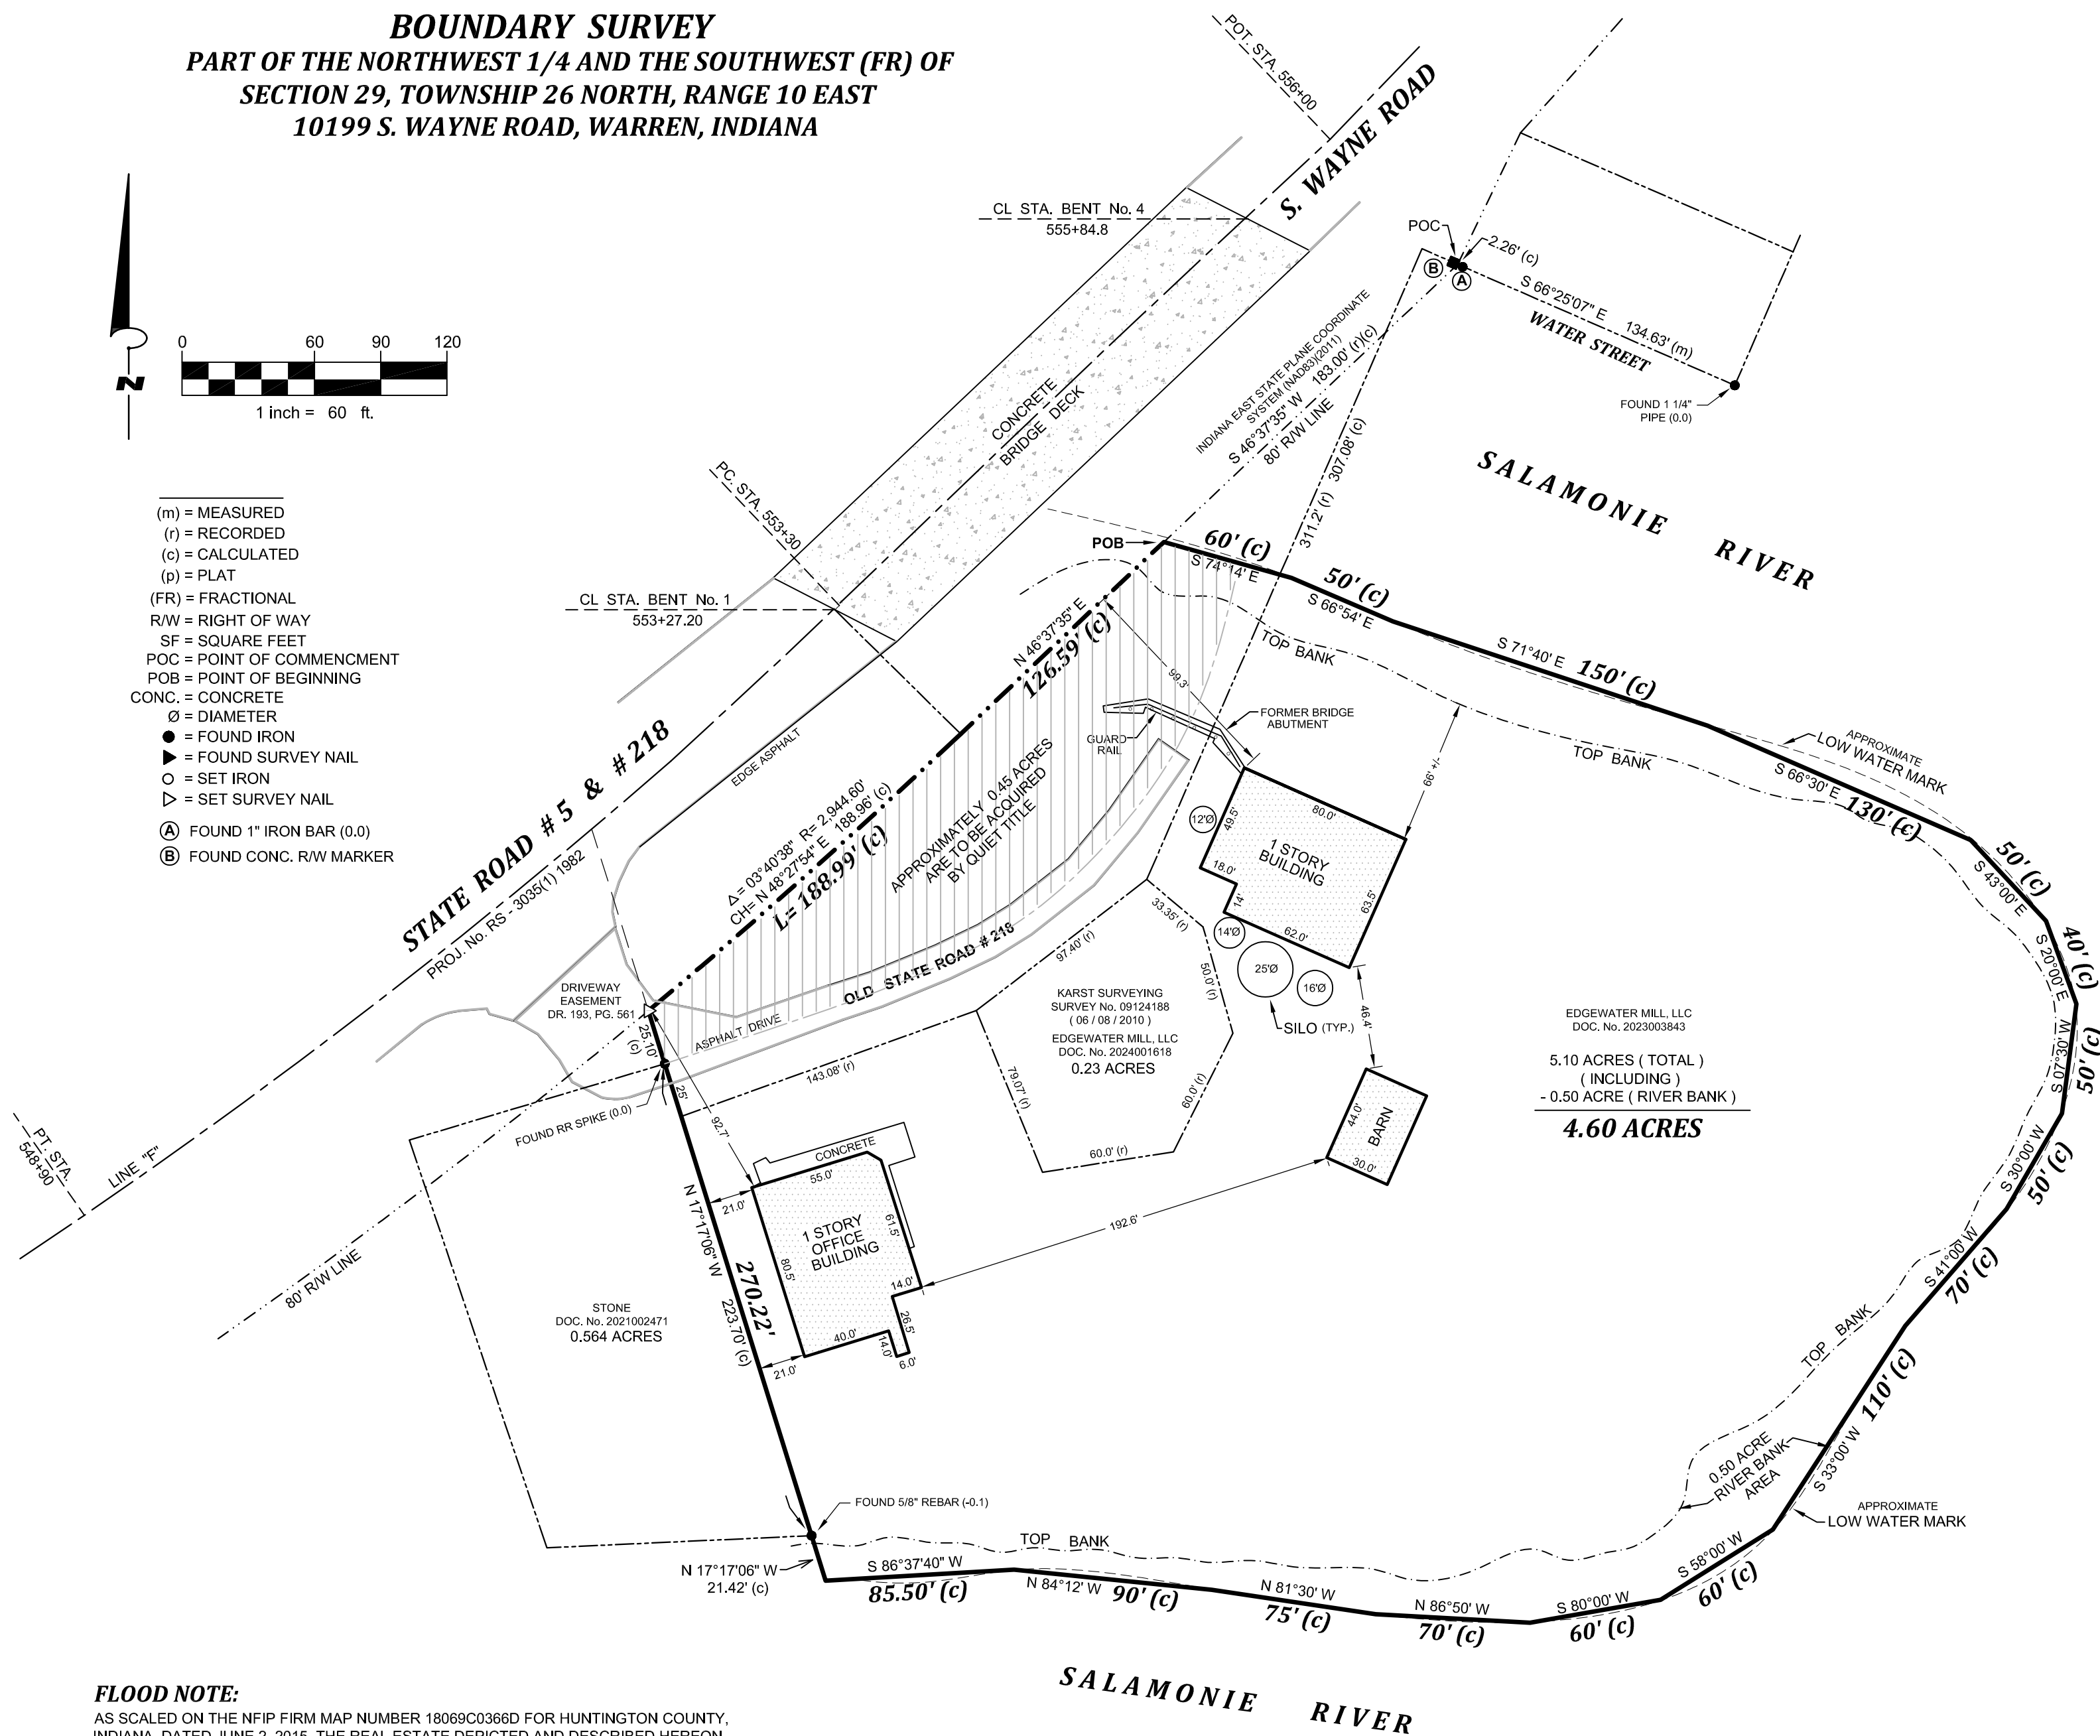 BOUNDARY SURVEY
PART OF THE NORTHWEST 1/4 AND THE SOUTHWEST (FR) OF
SECTION 29, TOWNSHIP 26 NORTH, RANGE 10 EAST
10199 S. WAYNE ROAD, WARREN, INDIANA
N
0 60 90 120
1 inch = 60 ft.
(m) = MEASURED
(r) = RECORDED
(c) = CALCULATED
(p) = PLAT
(FR) = FRACTIONAL
R/W = RIGHT OF WAY
SF = SQUARE FEET
POC = POINT OF COMMENCMENT
POB = POINT OF BEGINNING
CONC. = CONCRETE
Ø = DIAMETER
= FOUND IRON
= FOUND SURVEY NAIL
= SET IRON
= SET SURVEY NAIL
A FOUND 1" IRON BAR (0.0)
B FOUND CONC. R/W MARKER
POT. STA. 556+00
S. WAYNE ROAD
CL STA. BENT No. 4
555+84.8
CONCRETE
BRIDGE DECK
PC. STA. 553+30
CL STA. BENT No. 1
553+27.20
POC
B
A
2.26' (c)
S 66°25'07" E 134.63' (m)
WATER STREET
FOUND 1 1/4"
PIPE (0.0)
INDIANA EAST STATE PLANE COORDINATE
SYSTEM (NAD83)(2011)
S 46°37'35" W 183.00' (r)(c)
80' R/W LINE
311.2' (r) 307.08' (c)
SALAMONIE RIVER
POB
60' (c)
S 74°14' E
50' (c)
S 66°54' E
S 71°40' E 150' (c)
TOP BANK
TOP BANK
APPROXIMATE
LOW WATER MARK
S 66°30' E
130' (c)
50' (c)
S 43°00' E
40' (c)
S 20°00' E
S 07°30' W
50' (c)
S 30°00' W
50' (c)
S 41°00' W
70' (c)
TOP BANK
110' (c)
S 33°00' W
0.50 ACRE
RIVER BANK
AREA
APPROXIMATE
LOW WATER MARK
S 58°00' W
60' (c)
S 80°00' W
60' (c)
N 86°50' W
70' (c)
N 81°30' W
75' (c)
N 84°12' W 90' (c)
S 86°37'40" W
85.50' (c)
TOP BANK
N 17°17'06" W
21.42' (c)
FOUND 5/8" REBAR (-0.1)
N 46°37'35" E
126.59' (c)
99.3'
FORMER BRIDGE
ABUTMENT
GUARD
RAIL
66' +/-
EDGE ASPHALT
STATE ROAD # 5 & # 218
PROJ. No. RS - 3035(1) 1982
Δ= 03°40'38" R= 2,944.60'
CH= N 48°27'54" E 188.96' (c)
L= 188.99' (c)
APPROXIMATELY 0.45 ACRES
ARE TO BE ACQUIRED
BY QUIET TITLE
OLD STATE ROAD # 218
ASPHALT DRIVE
DRIVEWAY
EASEMENT
DR. 193, PG. 561
25.10'
(c)
25'
FOUND RR SPIKE (0.0)
143.08' (r)
97.40' (r)
33.35' (r)
50.0' (r)
60.0' (r)
60.0' (r)
79.07' (r)
KARST SURVEYING
SURVEY No. 09124188
( 06 / 08 / 2010 )
EDGEWATER MILL, LLC
DOC. No. 2024001618
0.23 ACRES
12'Ø
49.5'
80.0'
1 STORY
BUILDING
18.0'
14'
62.0'
63.5'
14'Ø
25'Ø
16'Ø
SILO (TYP.)
46.4'
44.0'
BARN
30.0'
192.6'
EDGEWATER MILL, LLC
DOC. No. 2023003843
5.10 ACRES ( TOTAL )
( INCLUDING )
- 0.50 ACRE ( RIVER BANK )
4.60 ACRES
92.7'
CONCRETE
55.0'
21.0'
1 STORY
OFFICE
BUILDING
61.5'
80.5'
14.0'
26.5'
40.0'
14.0'
6.0'
21.0'
N 17°17'06" W 223.70' (c)
270.22'
STONE
DOC. No. 2021002471
0.564 ACRES
PT. STA.
548+90
LINE "F"
80' R/W LINE
SALAMONIE RIVER
FLOOD NOTE:
AS SCALED ON THE NFIP FIRM MAP NUMBER 18069C0366D FOR HUNTINGTON COUNTY,
INDIANA, DATED JUNE 2, 2015, THE REAL ESTATE DEPICTED AND DESCRIBED HEREON